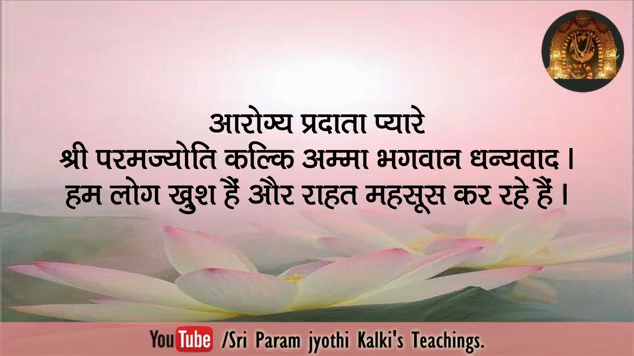 आरोग्य प्रदाता प्यारे
श्री परमज्योति कल्कि अम्मा भगवान धन्यवाद ।
हम लोग खुश हैं और राहत महसूस कर रहे हैं ।
YouTube /Sri Param jyothi Kalki's Teachings.